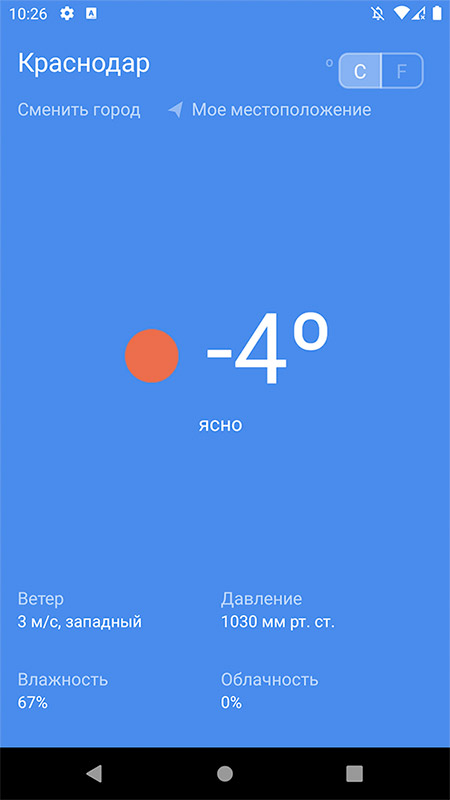 10:26 A
Краснодар
° C F
Сменить город Мое местоположение
-4°
ясно
Ветер Давление
3 м/с, западный 1030 мм рт. ст.
Влажность Облачность
67% 0%